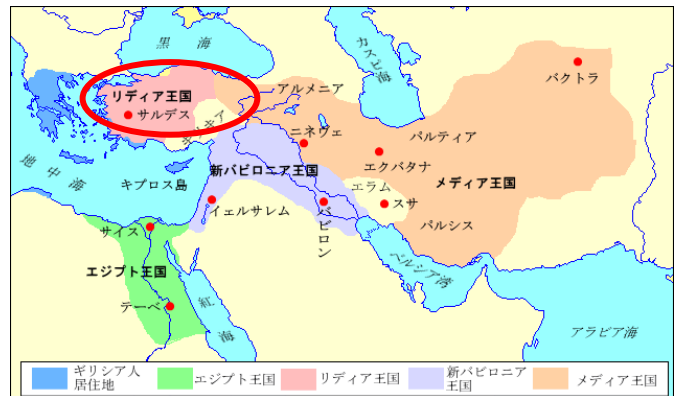 黒海
カスピ海
バクトラ
アルメニア
リディア王国
サルデス
キリキア
ニネヴェ
パルティア
エクバタナ
地中海
キプロス島
新バビロニア王国
エラム
メディア王国
イェルサレム
バビロン
スサ
サイス
パルシス
ペルシア湾
エジプト王国
テーベ
紅海
アラビア海
ギリシア人
居住地
エジプト王国
リディア王国
新バビロニア
王国
メディア王国